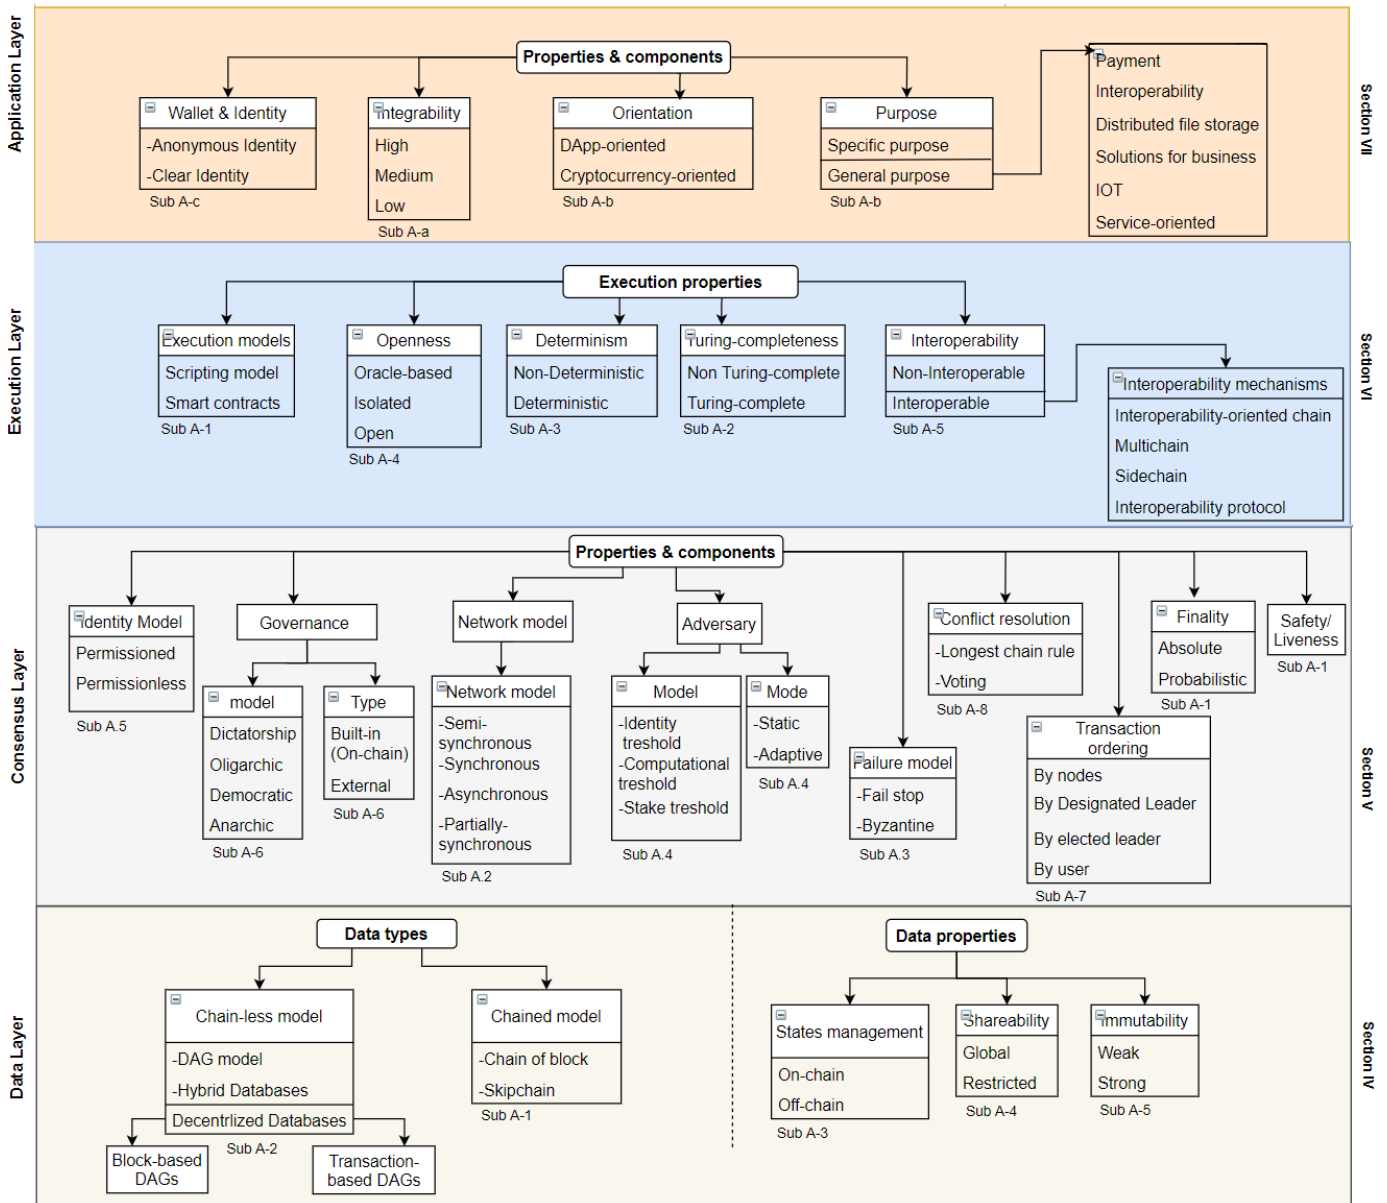 Application Layer
Properties & components
Wallet & Identity
-Anonymous Identity
-Clear Identity
Sub A-c
Integrability
High
Medium
Low
Sub A-a
Orientation
DApp-oriented
Cryptocurrency-oriented
Sub A-b
Purpose
Specific purpose
General purpose
Sub A-b
Payment
Interoperability
Distributed file storage
Solutions for business
IOT
Service-oriented
Section VII
Execution Layer
Execution properties
Execution models
Scripting model
Smart contracts
Sub A-1
Openness
Oracle-based
Isolated
Open
Sub A-4
Determinism
Non-Deterministic
Deterministic
Sub A-3
Turing-completeness
Non Turing-complete
Turing-complete
Sub A-2
Interoperability
Non-Interoperable
Interoperable
Sub A-5
Interoperability mechanisms
Interoperability-oriented chain
Multichain
Sidechain
Interoperability protocol
Section VI
Consensus Layer
Properties & components
Identity Model
Permissioned
Permissionless
Sub A.5
Governance
model
Dictatorship
Oligarchic
Democratic
Anarchic
Sub A-6
Type
Built-in
(On-chain)
External
Sub A-6
Network model
Network model
-Semi-
synchronous
-Synchronous
-Asynchronous
-Partially-
synchronous
Sub A.2
Adversary
Model
-Identity
treshold
-Computational
treshold
-Stake treshold
Sub A.4
Mode
-Static
-Adaptive
Sub A.4
Failure model
-Fail stop
-Byzantine
Sub A.3
Conflict resolution
-Longest chain rule
-Voting
Sub A-8
Transaction
ordering
By nodes
By Designated Leader
By elected leader
By user
Sub A-7
Finality
Absolute
Probabilistic
Sub A-1
Safety/
Liveness
Sub A-1
Section V
Data Layer
Data types
Chain-less model
-DAG model
-Hybrid Databases
Decentrlized Databases
Sub A-2
Block-based
DAGs
Transaction-
based DAGs
Chained model
-Chain of block
-Skipchain
Sub A-1
Data properties
States management
On-chain
Off-chain
Sub A-3
Shareability
Global
Restricted
Sub A-4
Immutability
Weak
Strong
Sub A-5
Section IV